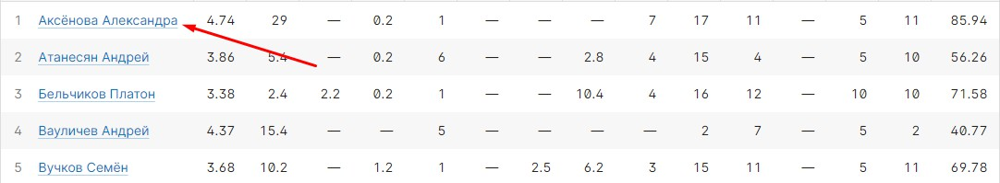 1 Аксёнова Александра 4.74 29 — 0.2 1 — — — 7 17 11 — 5 11 85.94
2 Атанесян Андрей 3.86 5.4 — 0.2 6 — — 2.8 4 15 4 — 5 10 56.26
3 Бельчиков Платон 3.38 2.4 2.2 0.2 1 — — 10.4 4 16 12 — 10 10 71.58
4 Вауличев Андрей 4.37 15.4 — — 5 — — — — 2 7 — 5 2 40.77
5 Вучков Семён 3.68 10.2 — 1.2 1 — 2.5 6.2 3 15 11 — 5 11 69.78